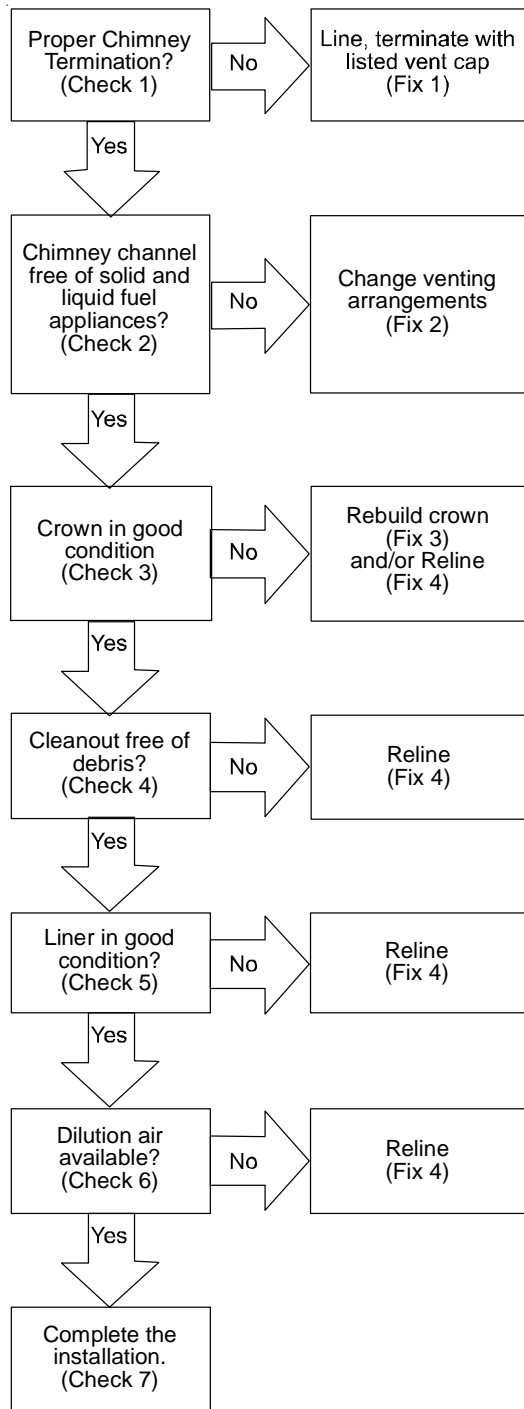 Proper Chimney
Termination?
(Check 1)
No
Line, terminate with
listed vent cap
(Fix 1)
Yes
Chimney channel
free of solid and
liquid fuel
appliances?
(Check 2)
No
Change venting
arrangements
(Fix 2)
Yes
Crown in good
condition
(Check 3)
No
Rebuild crown
(Fix 3)
and/or Reline
(Fix 4)
Yes
Cleanout free of
debris?
(Check 4)
No
Reline
(Fix 4)
Yes
Liner in good
condition?
(Check 5)
No
Reline
(Fix 4)
Yes
Dilution air
available?
(Check 6)
No
Reline
(Fix 4)
Yes
Complete the
installation.
(Check 7)